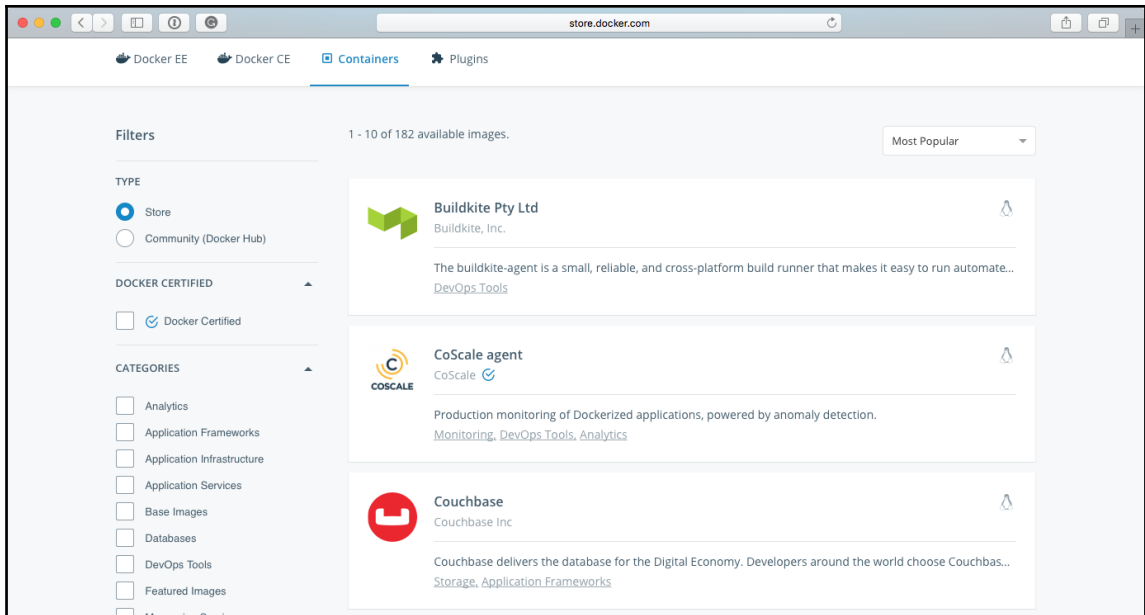 store.docker.com
Docker EE
Docker CE
Containers
Plugins
Filters
1 - 10 of 182 available images.
Most Popular
TYPE
Store
Community (Docker Hub)
DOCKER CERTIFIED
Docker Certified
CATEGORIES
Analytics
Application Frameworks
Application Infrastructure
Application Services
Base Images
Databases
DevOps Tools
Featured Images
Buildkite Pty Ltd
Buildkite, Inc.
The buildkite-agent is a small, reliable, and cross-platform build runner that makes it easy to run automate...
DevOps Tools
C
COSCALE
CoScale agent
CoScale
Production monitoring of Dockerized applications, powered by anomaly detection.
Monitoring, DevOps Tools, Analytics
Couchbase
Couchbase Inc
Couchbase delivers the database for the Digital Economy. Developers around the world choose Couchbas...
Storage, Application Frameworks